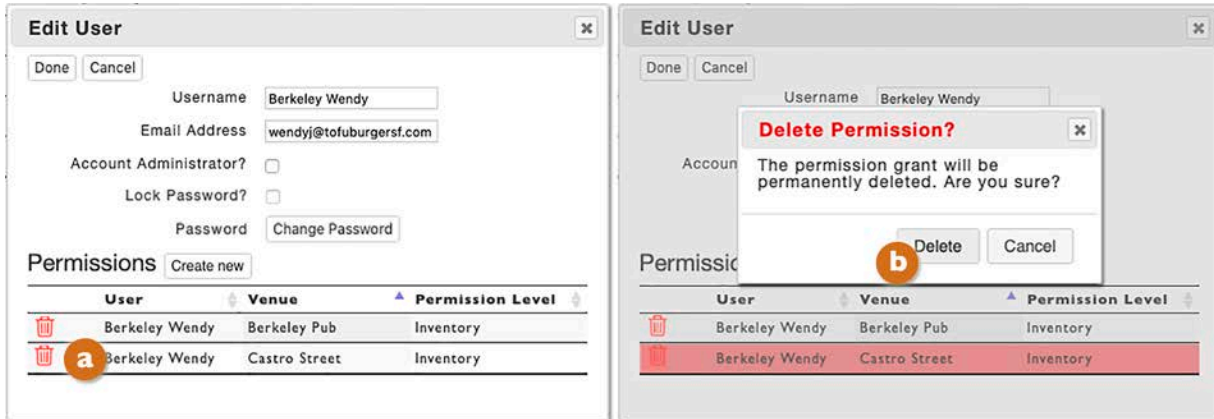 Edit User
Done Cancel
Username Berkeley Wendy
Email Address wendyj@tofuburgersf.com
Account Administrator?
Lock Password?
Password Change Password
Permissions Create new
User Venue Permission Level
Berkeley Wendy Berkeley Pub Inventory
a Berkeley Wendy Castro Street Inventory
Edit User
Done Cancel
Username Berkeley Wendy
Accoun
Delete Permission?
The permission grant will be
permanently deleted. Are you sure?
b Delete Cancel
Permissic
User Venue Permission Level
Berkeley Wendy Berkeley Pub Inventory
Berkeley Wendy Castro Street Inventory